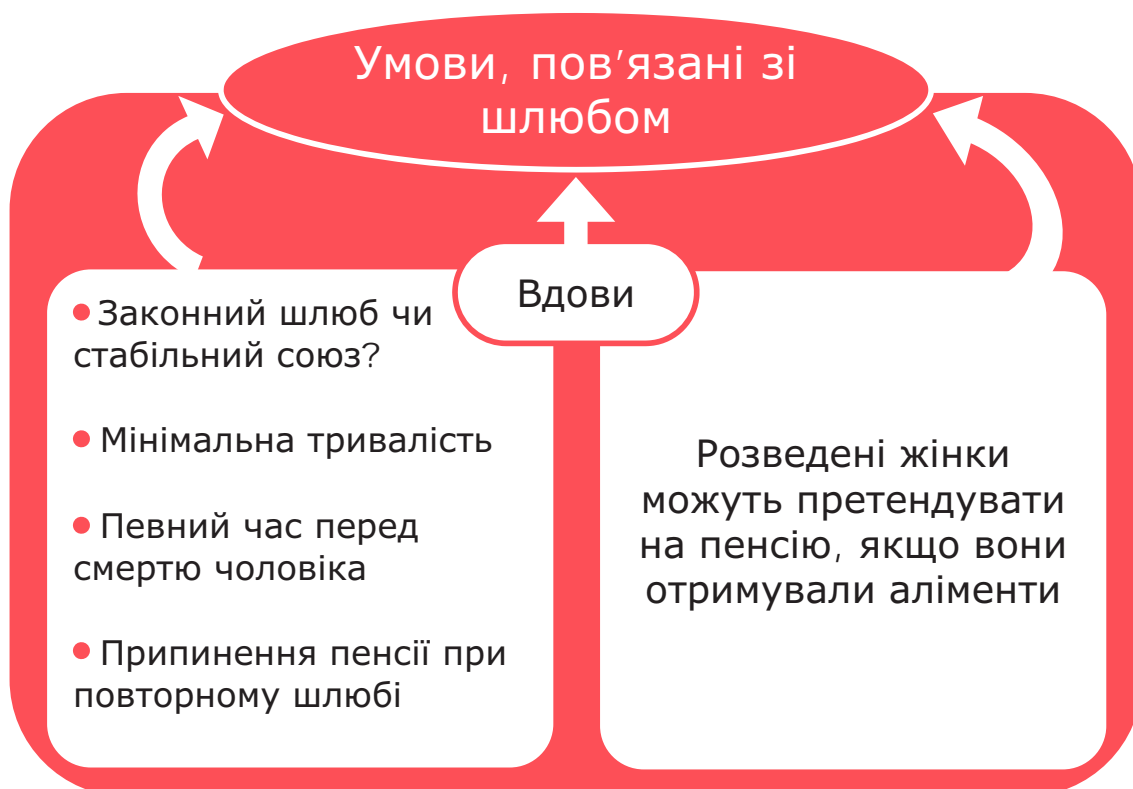 Умови, пов’язані зі
шлюбом
Вдови
• Законний шлюб чи
стабільний союз?
• Мінімальна тривалість
• Певний час перед
смертю чоловіка
• Припинення пенсії при
повторному шлюбі
Розведені жінки
можуть претендувати
на пенсію, якщо вони
отримували аліменти